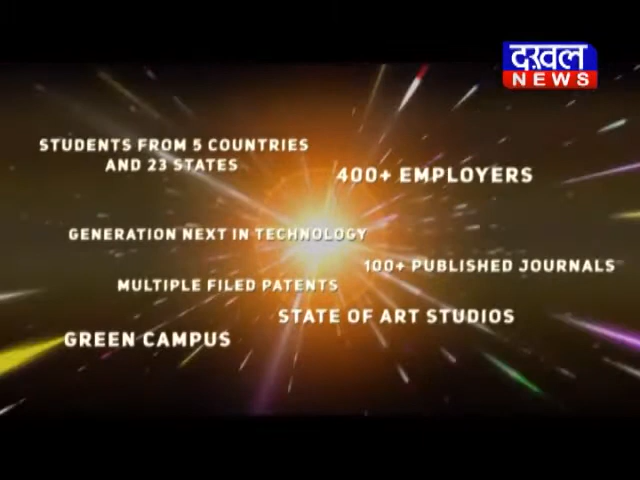 दख़ल
NEWS
STUDENTS FROM 5 COUNTRIES
AND 23 STATES
400+ EMPLOYERS
GENERATION NEXT IN TECHNOLOGY
100+ PUBLISHED JOURNALS
MULTIPLE FILED PATENTS
STATE OF ART STUDIOS
GREEN CAMPUS